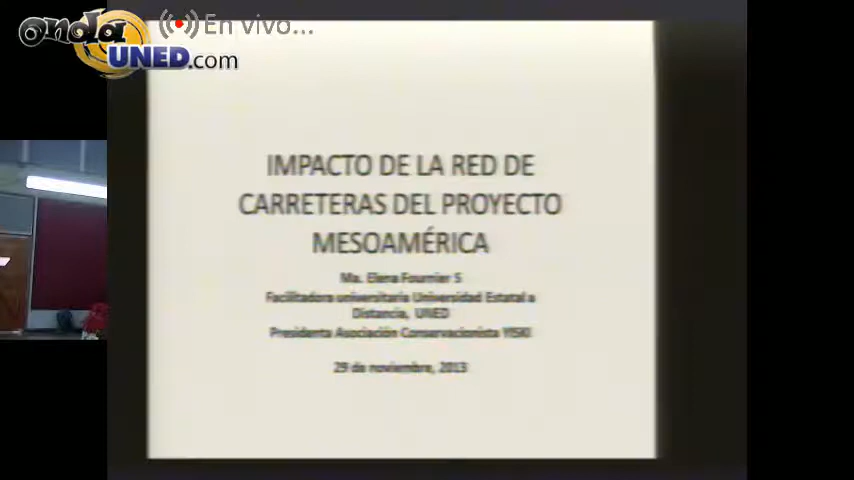 onda
UNED.com
En vivo...
IMPACTO DE LA RED DE
CARRETERAS DEL PROYECTO
MESOAMÉRICA
Ma. Elena Fournier S
Facilitadora universitaria Universidad Estatal a
Distancia, UNED
Presidenta Asociación Conservacionista YISKI
29 de noviembre, 2013